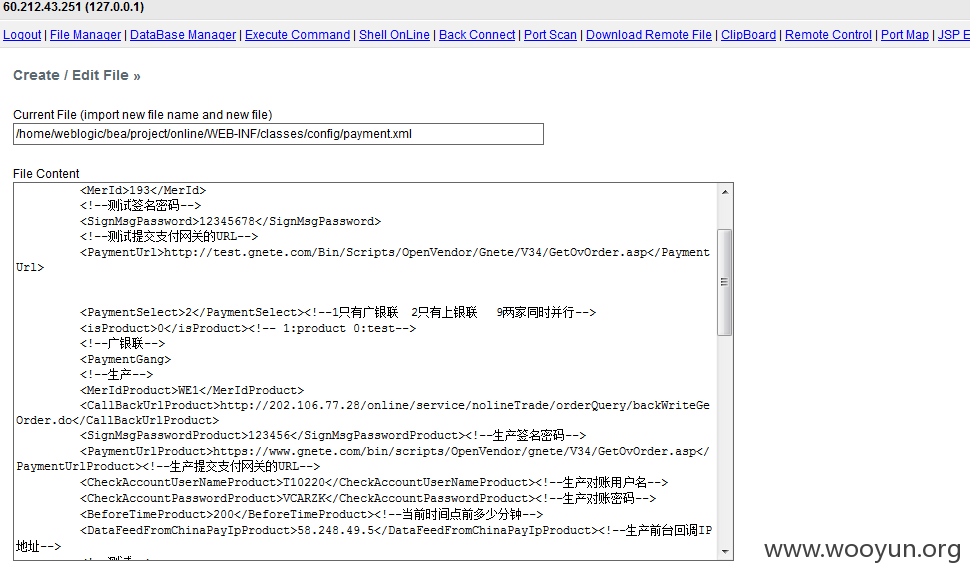 60.212.43.251 (127.0.0.1)
Logout | File Manager | DataBase Manager | Execute Command | Shell OnLine | Back Connect | Port Scan | Download Remote File | ClipBoard | Remote Control | Port Map | JSP E
Create / Edit File »
Current File (import new file name and new file)
/home/weblogic/bea/project/online/WEB-INF/classes/config/payment.xml
File Content
<MerId>193</MerId>
<!--测试签名密码-->
<SignMsgPassword>12345678</SignMsgPassword>
<!--测试提交支付网关的URL-->
<PaymentUrl>http://test.gnete.com/Bin/Scripts/OpenVendor/Gnete/V34/GetOvOrder.asp</Payment
Url>
<PaymentSelect>2</PaymentSelect><!--1只有广银联 2只有上银联 9两家同时并行-->
<isProduct>0</isProduct><!-- 1:product 0:test-->
<!--广银联-->
<PaymentGang>
<!--生产-->
<MerIdProduct>WE1</MerIdProduct>
<CallBackUrlProduct>http://202.106.77.28/online/service/nolineTrade/orderQuery/backWriteGe
Order.do</CallBackUrlProduct>
<SignMsgPasswordProduct>123456</SignMsgPasswordProduct><!--生产签名密码-->
<PaymentUrlProduct>https://www.gnete.com/bin/scripts/OpenVendor/gnete/V34/GetOvOrder.asp</
PaymentUrlProduct><!--生产提交支付网关的URL-->
<CheckAccountUserNameProduct>T10220</CheckAccountUserNameProduct><!--生产对账用户名-->
<CheckAccountPasswordProduct>VCARZK</CheckAccountPasswordProduct><!--生产对账密码-->
<BeforeTimeProduct>200</BeforeTimeProduct><!--当前时间点前多少分钟-->
<DataFeedFromChinaPayIpProduct>58.248.49.5</DataFeedFromChinaPayIpProduct><!--生产前台回调IP
地址-->
www.wooyun.org